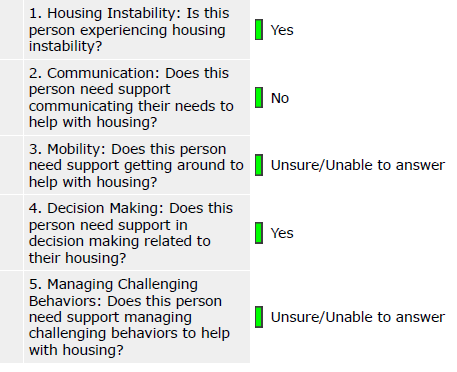 1. Housing Instability: Is this
person experiencing housing
instability?
Yes
2. Communication: Does this
person need support
communicating their needs to
help with housing?
No
3. Mobility: Does this person
need support getting around to
help with housing?
Unsure/Unable to answer
4. Decision Making: Does this
person need support in
decision making related to
their housing?
Yes
5. Managing Challenging
Behaviors: Does this person
need support managing
challenging behaviors to help
with housing?
Unsure/Unable to answer